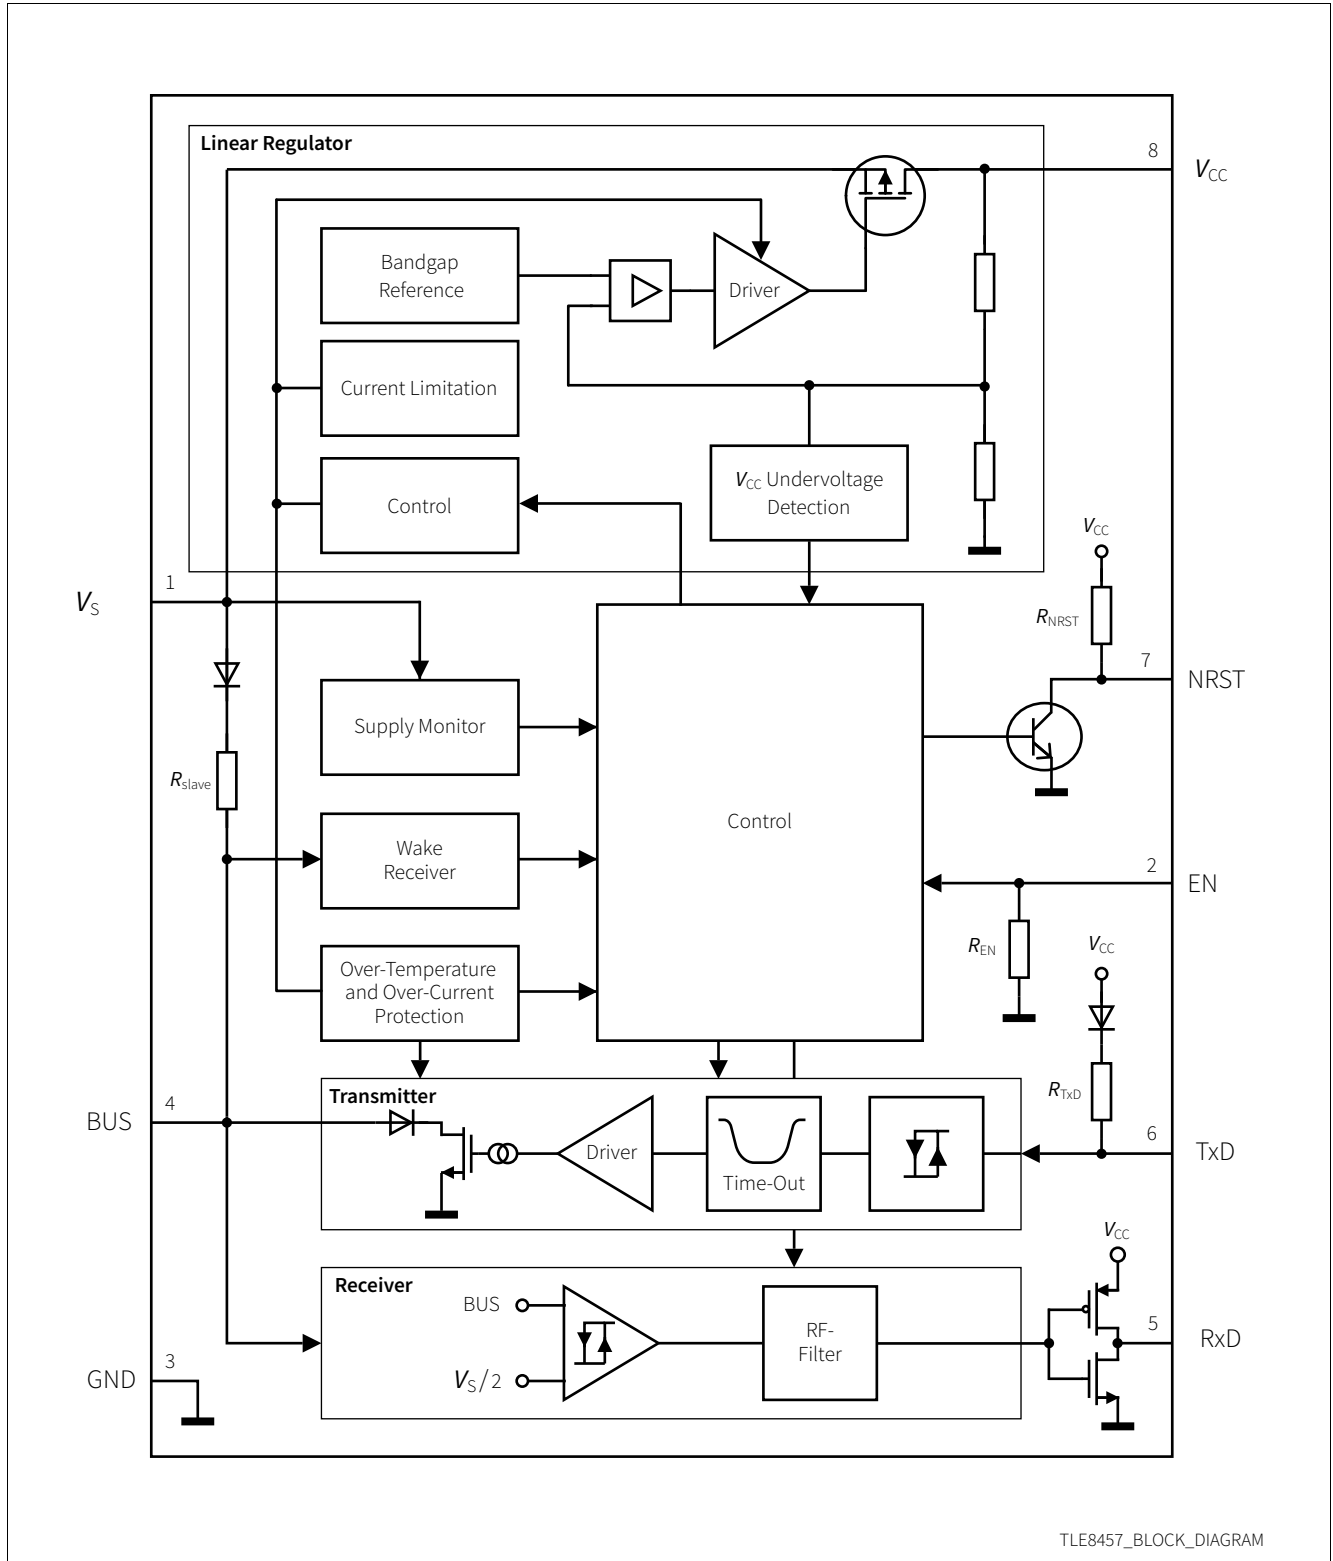 Linear Regulator
8
VCC
Bandgap
Reference
Driver
Current Limitation
VCC Undervoltage
Detection
Control
VCC
1
VS
RNRST
7
NRST
Supply Monitor
Rslave
Control
Wake
Receiver
2
EN
REN
VCC
Over-Temperature
and Over-Current
Protection
RTxD
Transmitter
4
BUS
Driver
Time-Out
6
TxD
VCC
Receiver
BUS
RF-
Filter
5
RxD
VS/2
3
GND
TLE8457_BLOCK_DIAGRAM